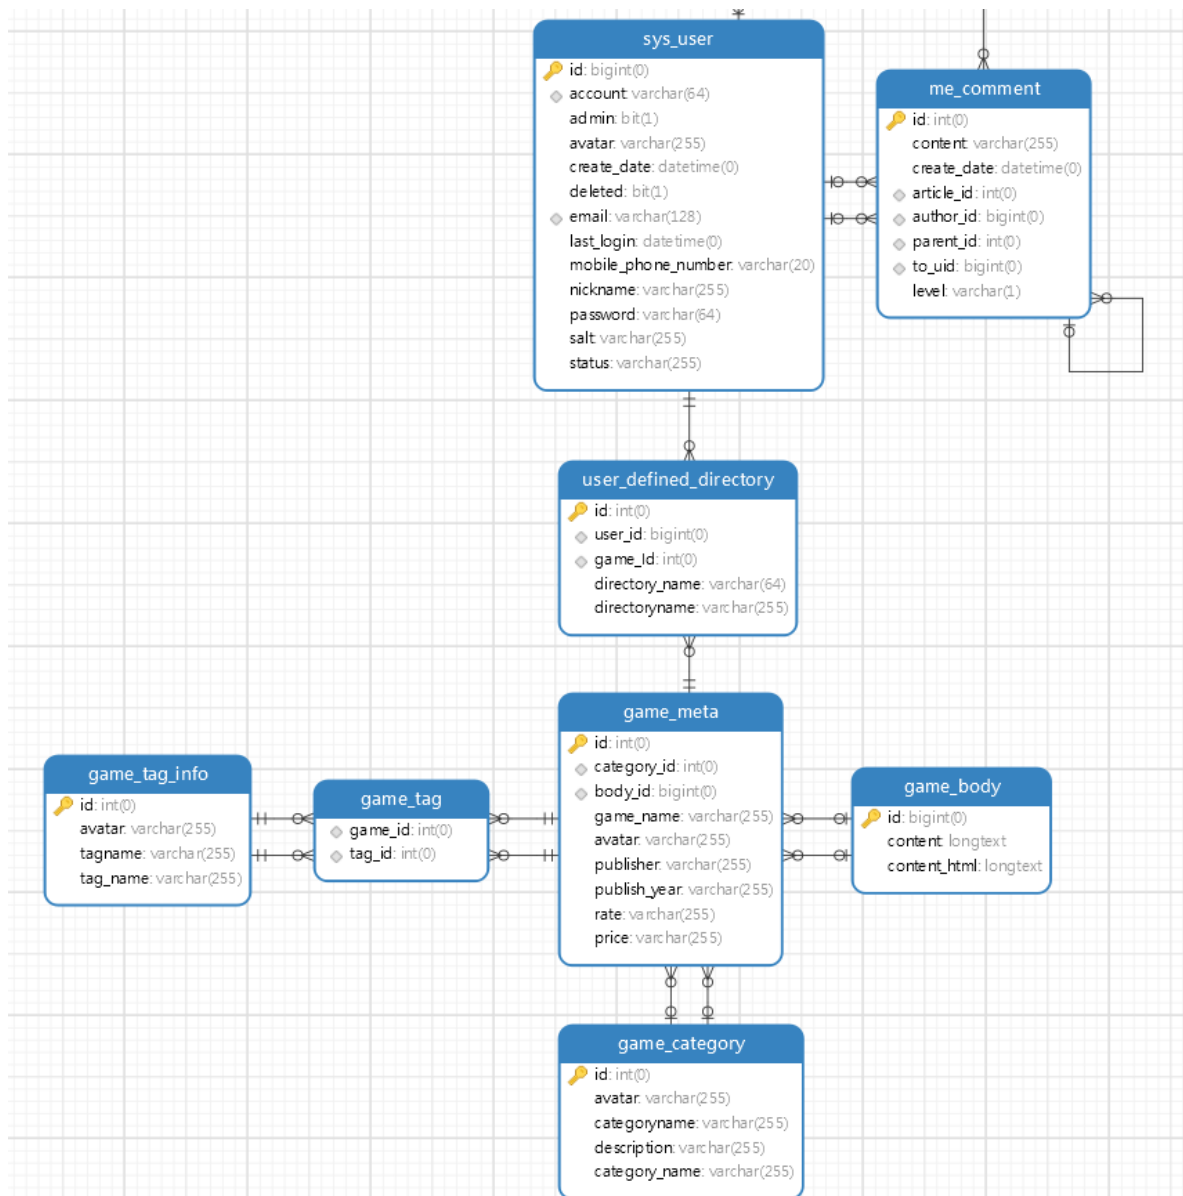 sys_user
id: bigint(0)
account: varchar(64)
admin: bit(1)
avatar: varchar(255)
create_date: datetime(0)
deleted: bit(1)
email: varchar(128)
last_login: datetime(0)
mobile_phone_number: varchar(20)
nickname: varchar(255)
password: varchar(64)
salt: varchar(255)
status: varchar(255)
me_comment
id: int(0)
content: varchar(255)
create_date: datetime(0)
article_id: int(0)
author_id: bigint(0)
parent_id: int(0)
to_uid: bigint(0)
level: varchar(1)
user_defined_directory
id: int(0)
user_id: bigint(0)
game_Id: int(0)
directory_name: varchar(64)
directoryname: varchar(255)
game_tag_info
id: int(0)
avatar: varchar(255)
tagname: varchar(255)
tag_name: varchar(255)
game_tag
game_id: int(0)
tag_id: int(0)
game_meta
id: int(0)
category_id: int(0)
body_id: bigint(0)
game_name: varchar(255)
avatar: varchar(255)
publisher: varchar(255)
publish_year: varchar(255)
rate: varchar(255)
price: varchar(255)
game_body
id: bigint(0)
content: longtext
content_html: longtext
game_category
id: int(0)
avatar: varchar(255)
categoryname: varchar(255)
description: varchar(255)
category_name: varchar(255)